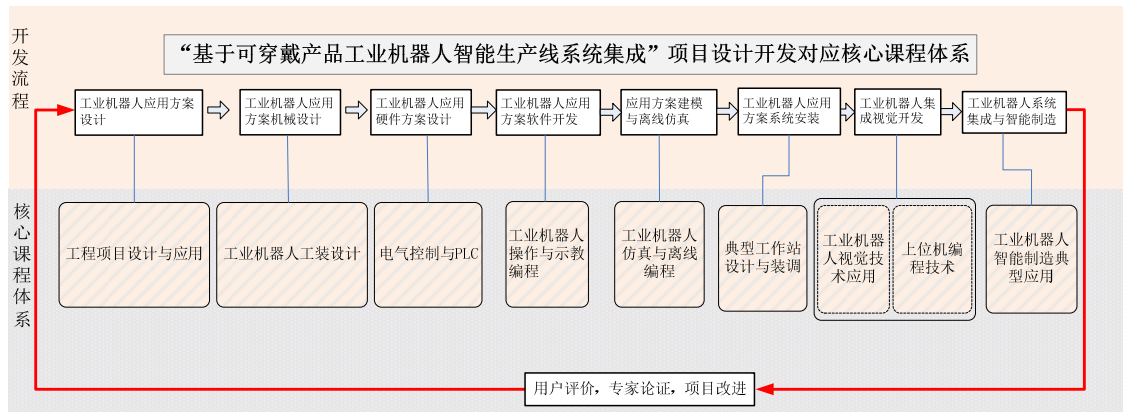 开发流程
“基于可穿戴产品工业机器人智能生产线系统集成”项目设计开发对应核心课程体系
工业机器人应用方案
设计
工业机器人应用
方案机械设计
工业机器人应用
硬件方案设计
工业机器人应用
方案软件开发
应用方案建模
与离线仿真
工业机器人应用
方案系统安装
工业机器人集
成视觉开发
工业机器人系统
集成与智能制造
核心课程体系
工程项目设计与应用
工业机器人工装设计
电气控制与PLC
工业机器人
操作与示教
编程
工业机器人
仿真与离线
编程
典型工作站
设计与装调
工业机器
人视觉技
术应用
上位机编
程技术
工业机器人
智能制造典
型应用
用户评价，专家论证，项目改进